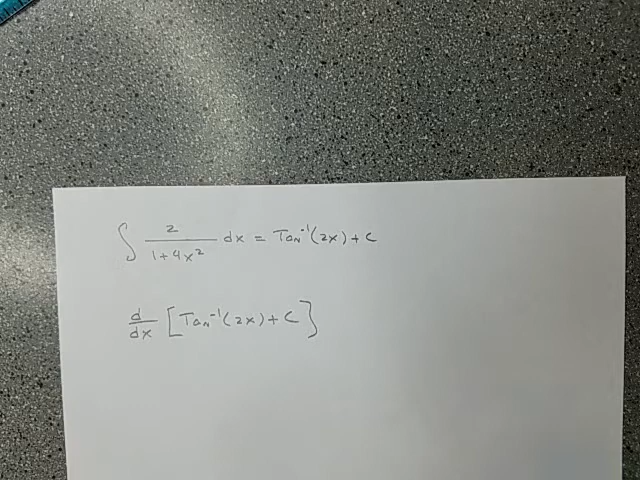 ∫ 2/(1+4x²) dx = Tan⁻¹(2x)+C
d/dx [Tan⁻¹(2x)+C]